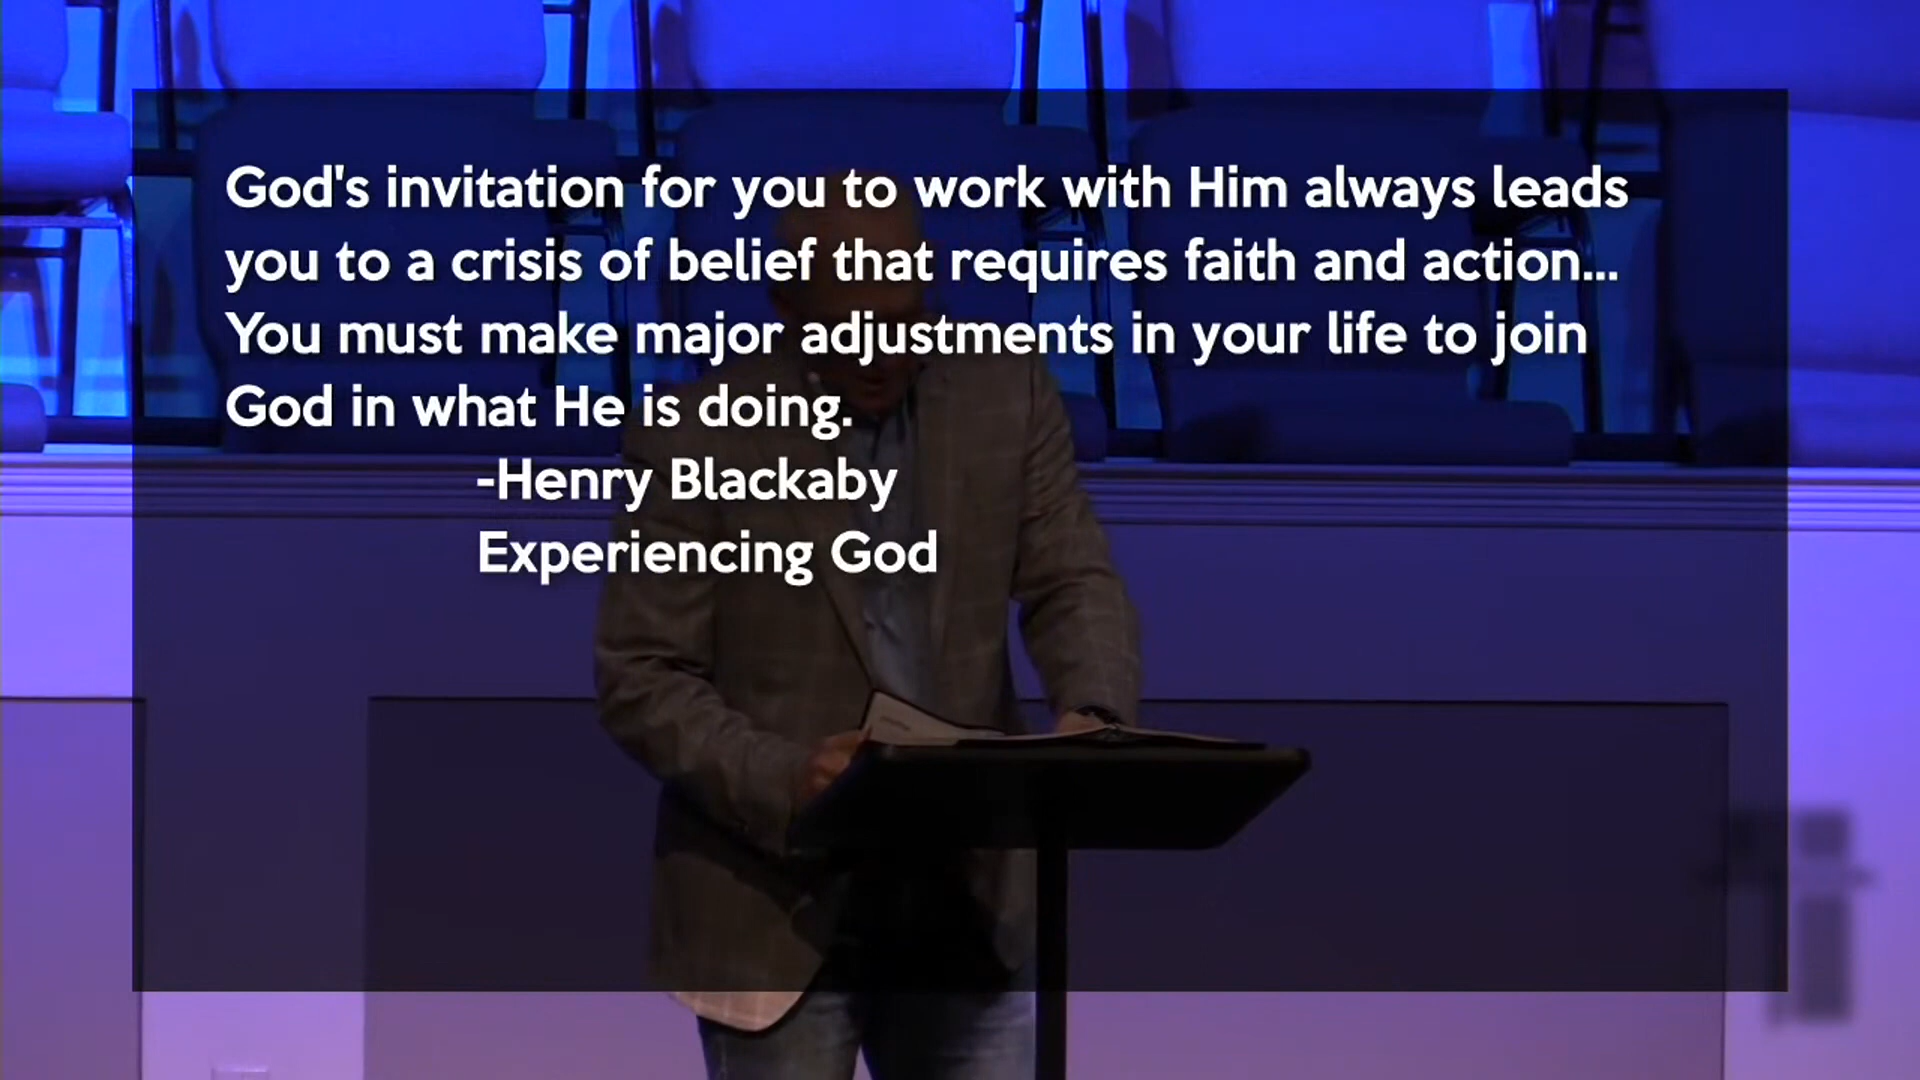 God's invitation for you to work with Him always leads
you to a crisis of belief that requires faith and action...
You must make major adjustments in your life to join
God in what He is doing.
-Henry Blackaby
Experiencing God